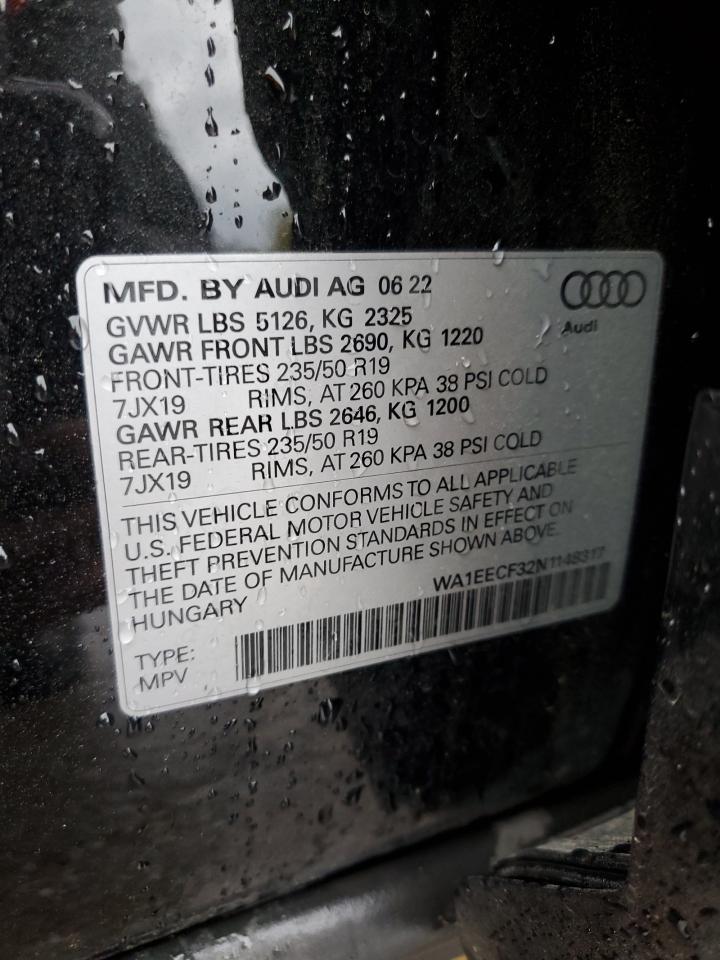 MFD. BY AUDI AG 06 22
Audi
GVWR LBS 5126, KG 2325
GAWR FRONT LBS 2690, KG 1220
FRONT-TIRES 235/50 R19
7JX19 RIMS, AT 260 KPA 38 PSI COLD
GAWR REAR LBS 2646, KG 1200
REAR-TIRES 235/50 R19
7JX19 RIMS, AT 260 KPA 38 PSI COLD
THIS VEHICLE CONFORMS TO ALL APPLICABLE
U.S. FEDERAL MOTOR VEHICLE SAFETY AND
THEFT PREVENTION STANDARDS IN EFFECT ON
THE DATE OF MANUFACTURE SHOWN ABOVE.
HUNGARY WA1EECF32N1148317
TYPE:
MPV